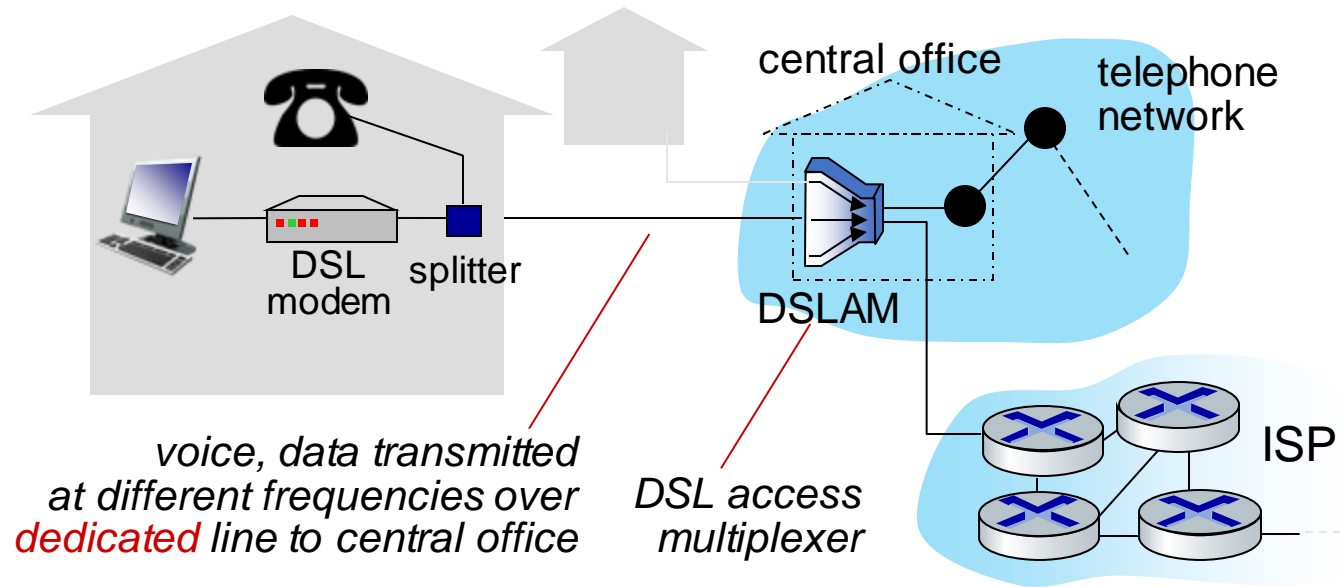 central office
telephone
network
DSL
modem
splitter
DSLAM
ISP
voice, data transmitted
at different frequencies over
dedicated line to central office
DSL access
multiplexer